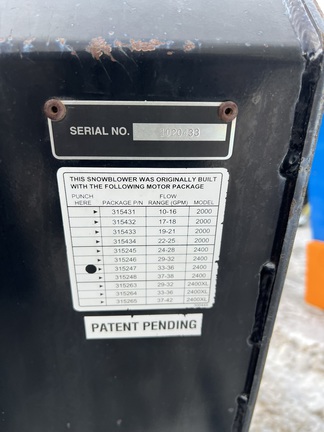 SERIAL NO.
THIS SNOWBLOWER WAS ORIGINALLY BUILT
WITH THE FOLLOWING MOTOR PACKAGE
PUNCH HERE PACKAGE P/N FLOW RANGE (GPM) MODEL
▶ 315431 10-16 2000
▶ 315432 17-18 2000
▶ 315433 19-21 2000
▶ 315434 22-25 2000
▶ 315245 24-28 2400
▶ 315246 29-32 2400
▶ 315247 33-36 2400
▶ 315248 37-38 2400
▶ 315263 29-32 2400XL
▶ 315264 33-36 2400XL
▶ 315265 37-42 2400XL
PATENT PENDING